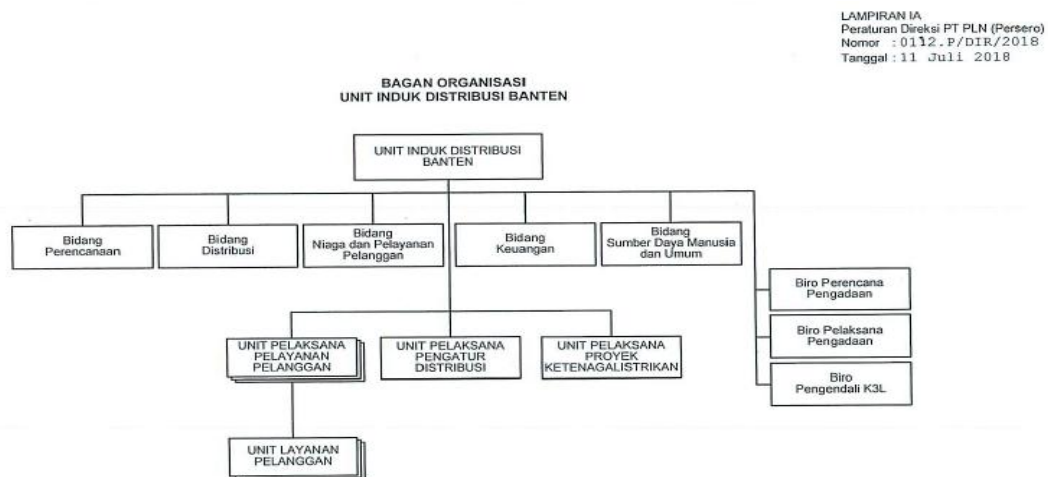 LAMPIRAN IA
Peraturan Direksi PT PLN (Persero)
Nomor : 0112.P/DIR/2018
Tanggal : 11 Juli 2018
BAGAN ORGANISASI
UNIT INDUK DISTRIBUSI BANTEN
UNIT INDUK DISTRIBUSI
BANTEN
Bidang
Perencanaan
Bidang
Distribusi
Bidang
Niaga dan Pelayanan
Pelanggan
Bidang
Keuangan
Bidang
Sumber Daya Manusia
dan Umum
Biro Perencana
Pengadaan
Biro Pelaksana
Pengadaan
Biro
Pengendali K3L
UNIT PELAKSANA
PELAYANAN
PELANGGAN
UNIT PELAKSANA
PENGATUR
DISTRIBUSI
UNIT PELAKSANA
PROYEK
KETENAGALISTRIKAN
UNIT LAYANAN
PELANGGAN